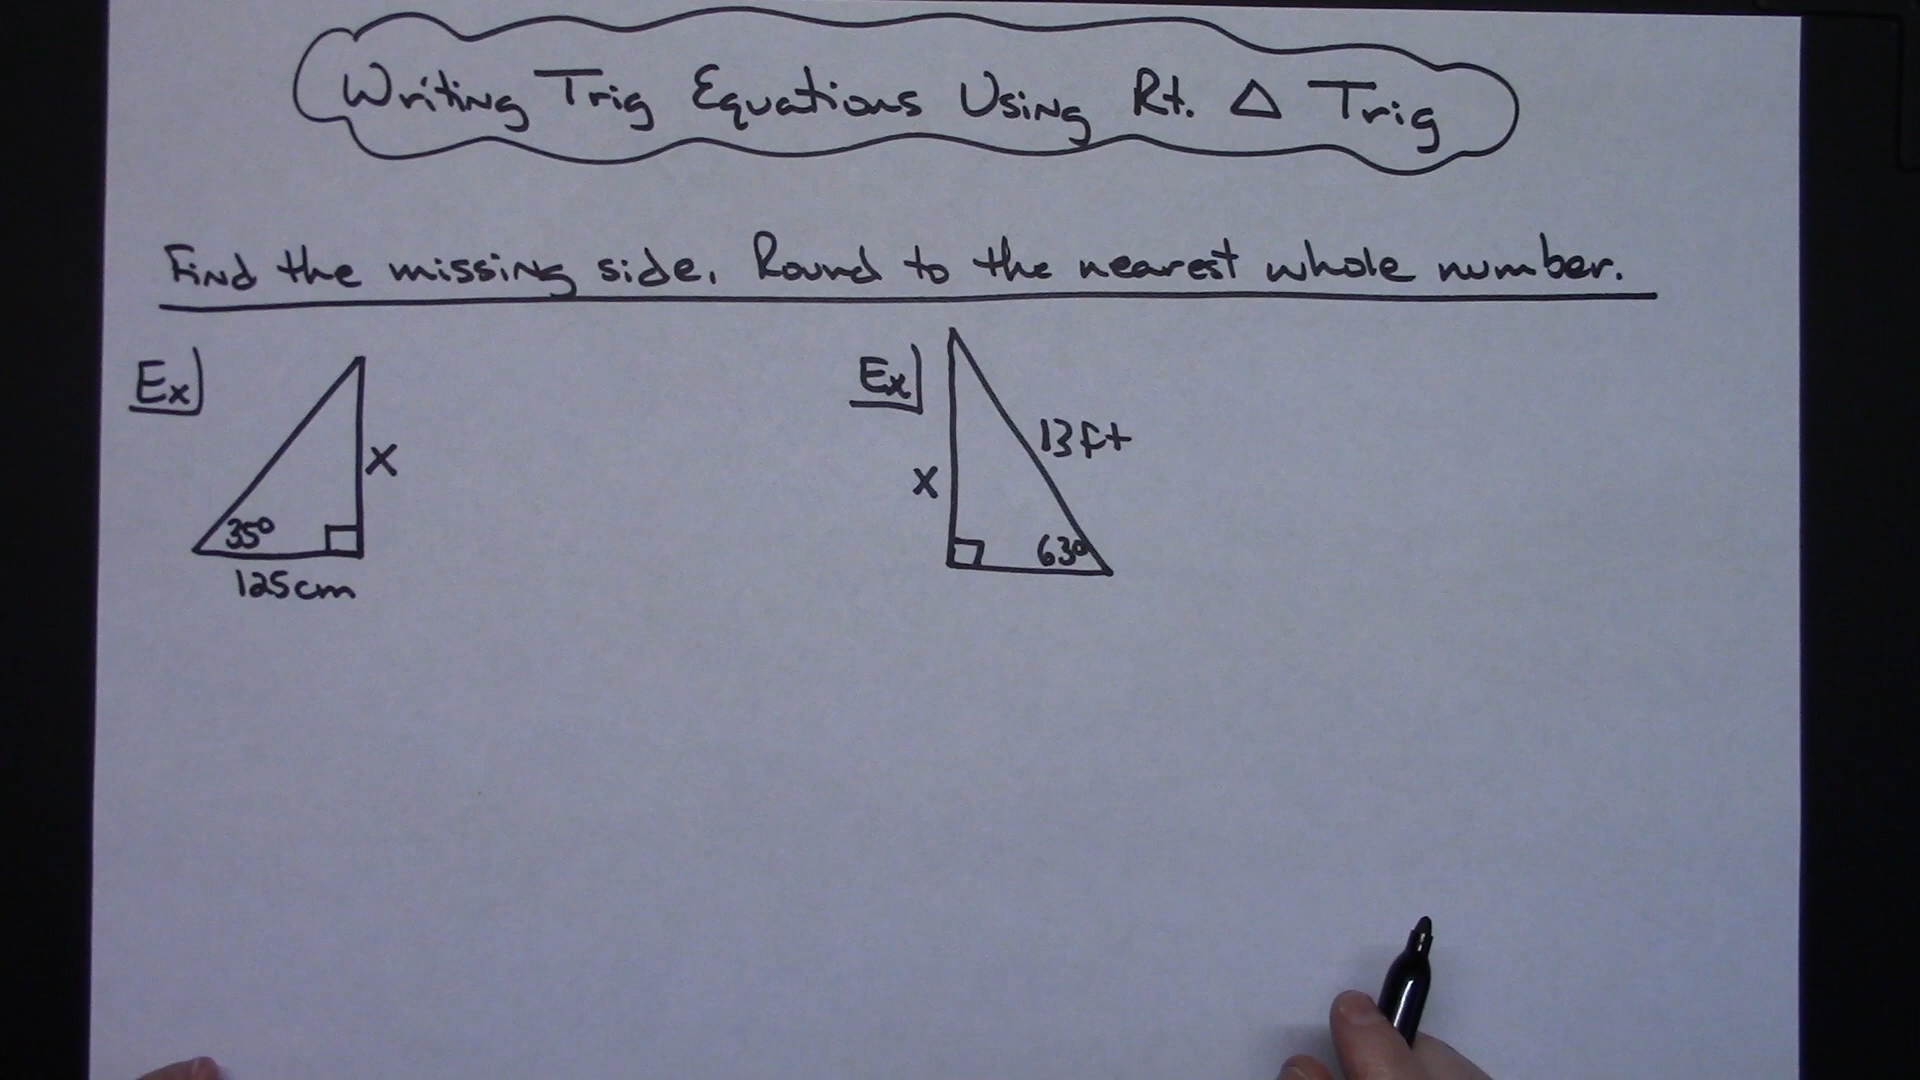 Writing Trig Equations Using Rt. △ Trig
Find the missing side. Round to the nearest whole number.
Ex
x
35°
125cm
Ex
13ft
x
63°